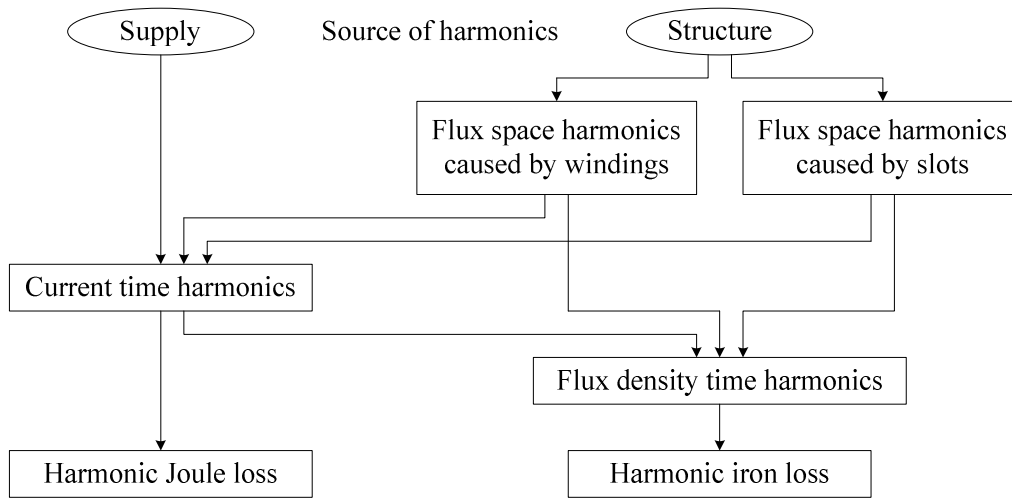 Supply
Source of harmonics
Structure
Flux space harmonics
caused by windings
Flux space harmonics
caused by slots
Current time harmonics
Flux density time harmonics
Harmonic Joule loss
Harmonic iron loss